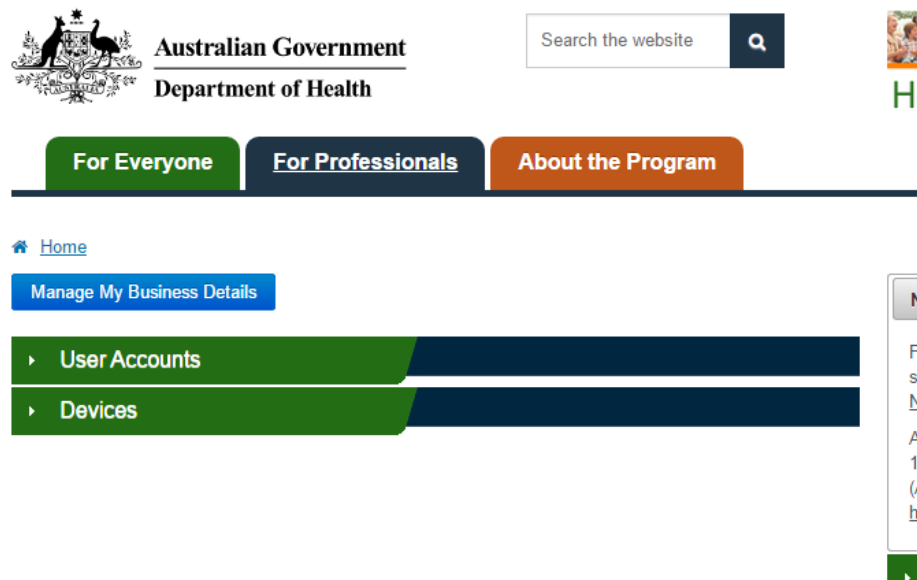 Australian Government
Department of Health
Search the website
For Everyone
For Professionals
About the Program
Home
Manage My Business Details
User Accounts
Devices